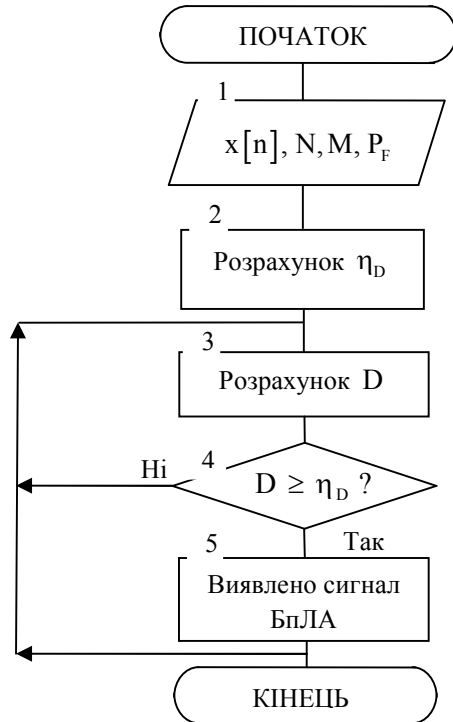 ПОЧАТОК
1
x[n], N, M, P_F
2
Розрахунок η_D
3
Розрахунок D
Ні
4
D ≥ η_D ?
5
Так
Виявлено сигнал
БпЛА
КІНЕЦЬ